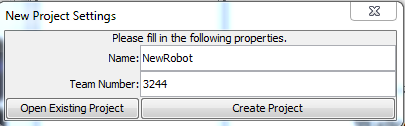 New Project Settings
Please fill in the following properties.
Name: NewRobot
Team Number: 3244
Open Existing Project Create Project